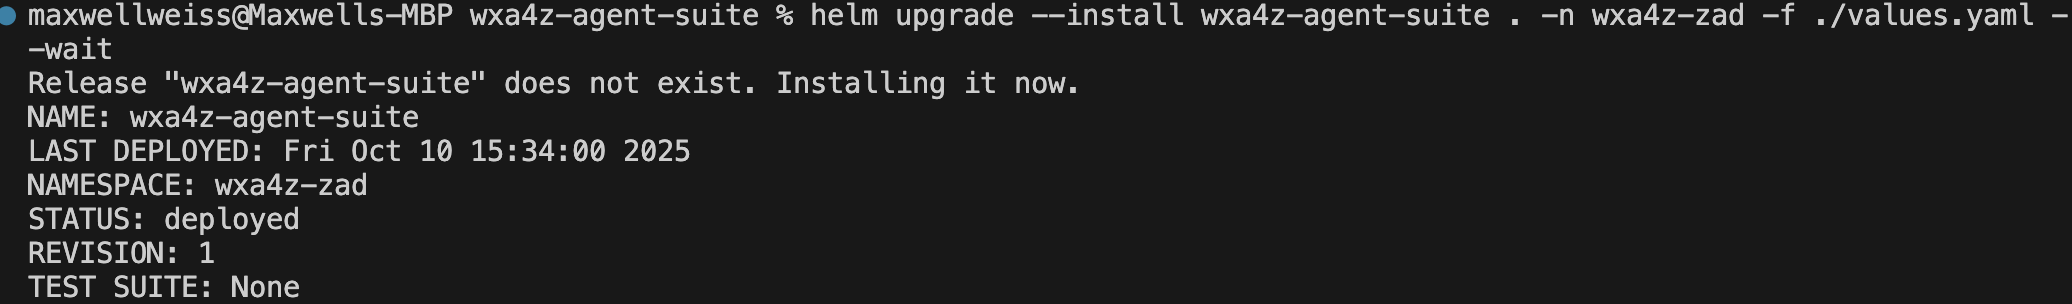 maxwellweiss@Maxwells-MBP wxa4z-agent-suite % helm upgrade --install wxa4z-agent-suite . -n wxa4z-zad -f ./values.yaml -
-wait
Release "wxa4z-agent-suite" does not exist. Installing it now.
NAME: wxa4z-agent-suite
LAST DEPLOYED: Fri Oct 10 15:34:00 2025
NAMESPACE: wxa4z-zad
STATUS: deployed
REVISION: 1
TEST SUITE: None